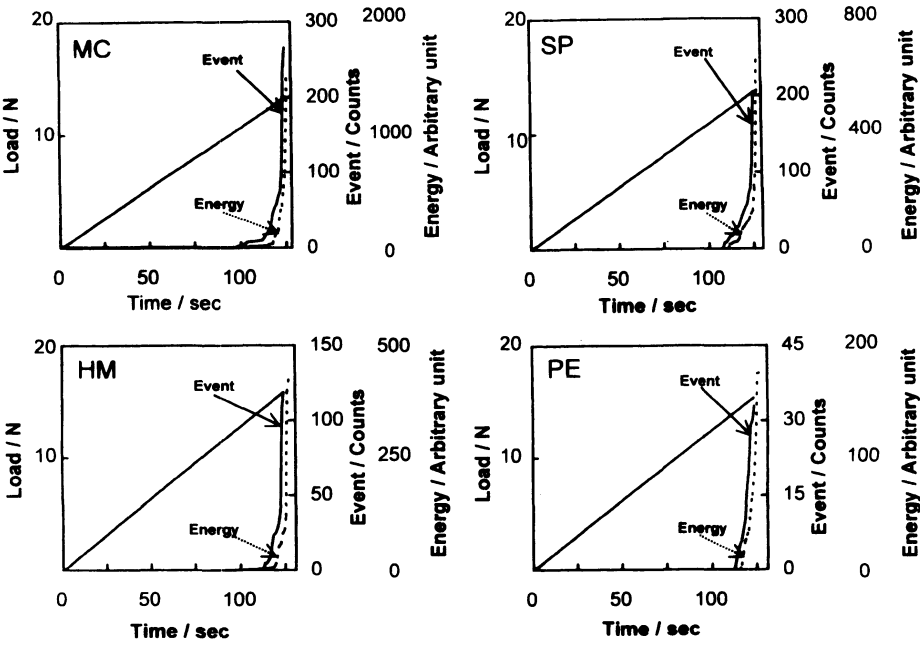 20 300 2000
MC
Event
200
10 1000
100
Energy
0 0
0 50 100
Time / sec
Load / N
Event / Counts
Energy / Arbitrary unit
20 300 800
SP
Event
200
10 400
100
Energy
0 0
0 50 100
Time / sec
Load / N
Event / Counts
Energy / Arbitrary unit
20 150 500
HM
Event
100
10 250
50
Energy
0 0
0 50 100
Time / sec
Load / N
Event / Counts
Energy / Arbitrary unit
20 45 200
PE
Event
30
10 100
15
Energy
0 0
0 50 100
Time / sec
Load / N
Event / Counts
Energy / Arbitrary unit